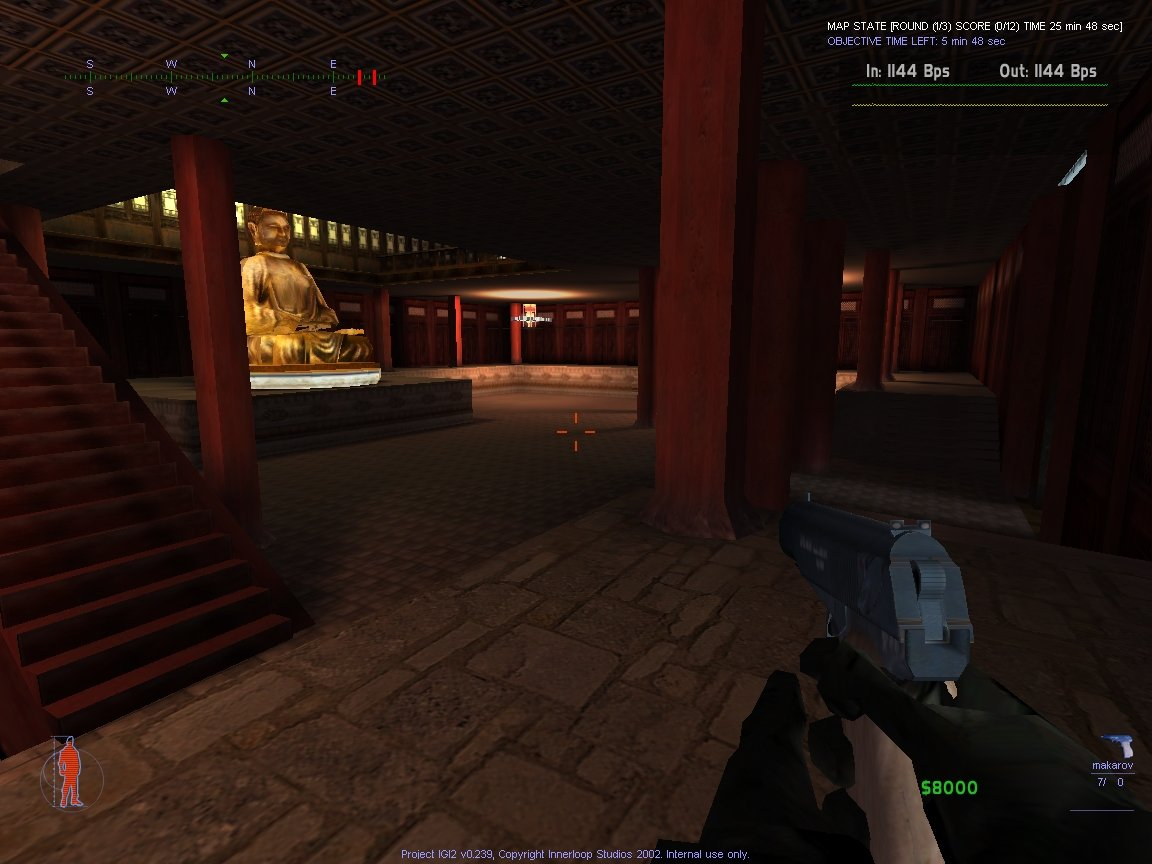 MAP STATE [ROUND (1/3) SCORE (0/12) TIME 25 min 48 sec]
OBJECTIVE TIME LEFT: 5 min 48 sec
S W N E
S W N E
In: 1144 Bps Out: 1144 Bps
makarov
7/ 0
$8000
Project IGI2 v0.239, Copyright Innerloop Studios 2002. Internal use only.